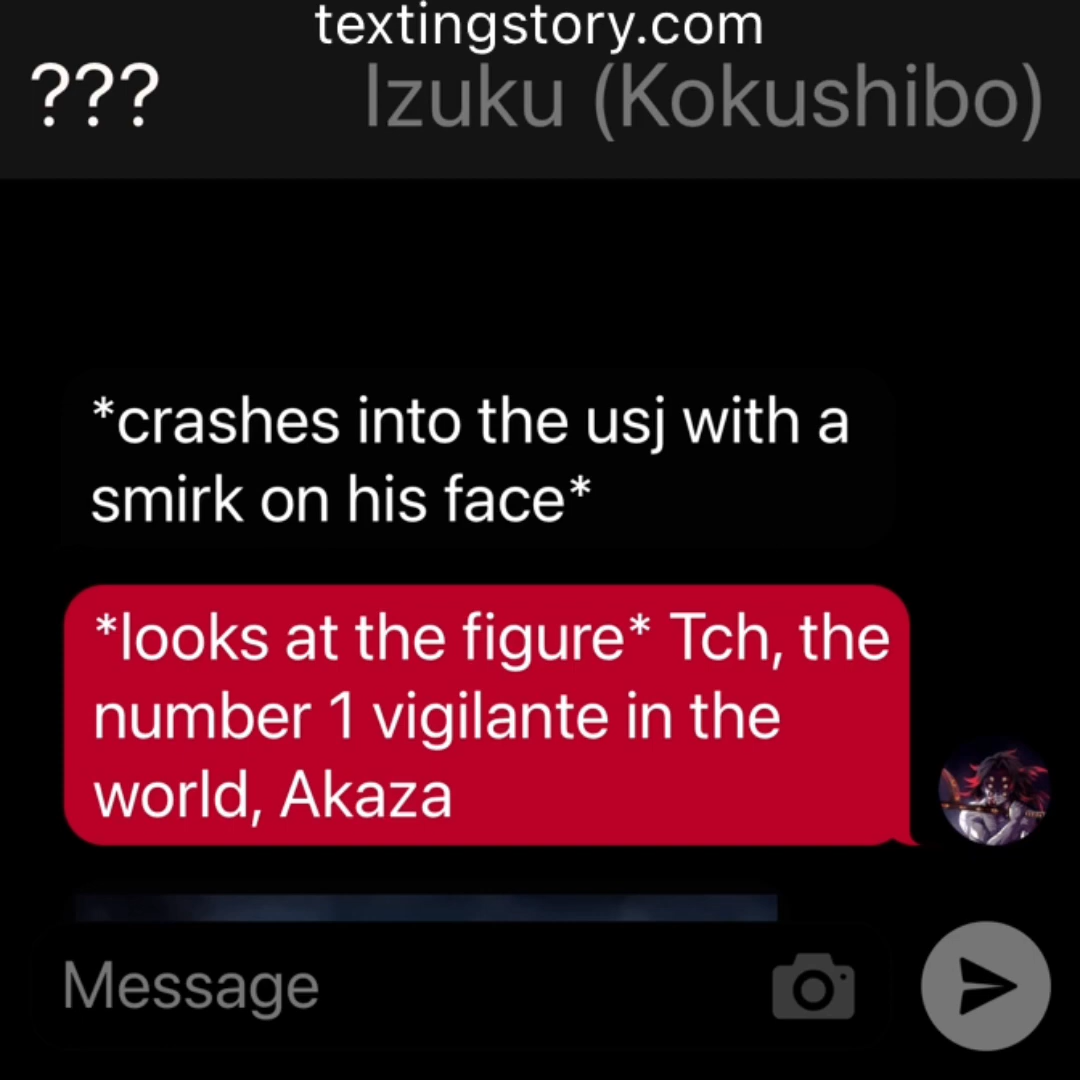 textingstory.com
??? Izuku (Kokushibo)
*crashes into the usj with a
smirk on his face*
*looks at the figure* Tch, the
number 1 vigilante in the
world, Akaza
Message